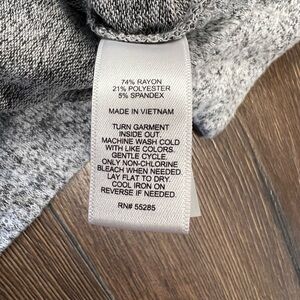 74% RAYON
21% POLYESTER
5% SPANDEX
MADE IN VIETNAM
TURN GARMENT
INSIDE OUT.
MACHINE WASH COLD
WITH LIKE COLORS.
GENTLE CYCLE.
ONLY NON-CHLORINE
BLEACH WHEN NEEDED.
LAY FLAT TO DRY.
COOL IRON ON
REVERSE IF NEEDED.
RN# 55285